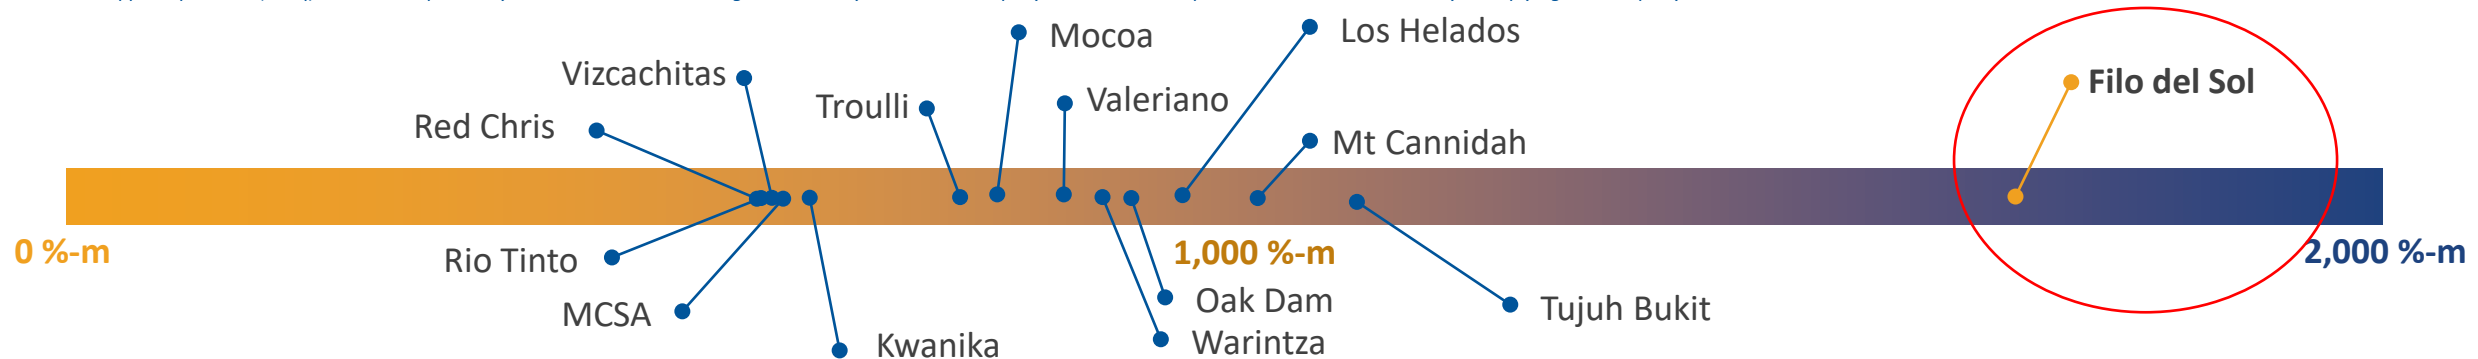 Mocoa
Los Helados
Vizcachitas
Filo del Sol
Troulli
Valeriano
Red Chris
Mt Cannidah
0 %-m
1,000 %-m
2,000 %-m
Rio Tinto
Oak Dam
Tujuh Bukit
MCSA
Kwanika
Warintza